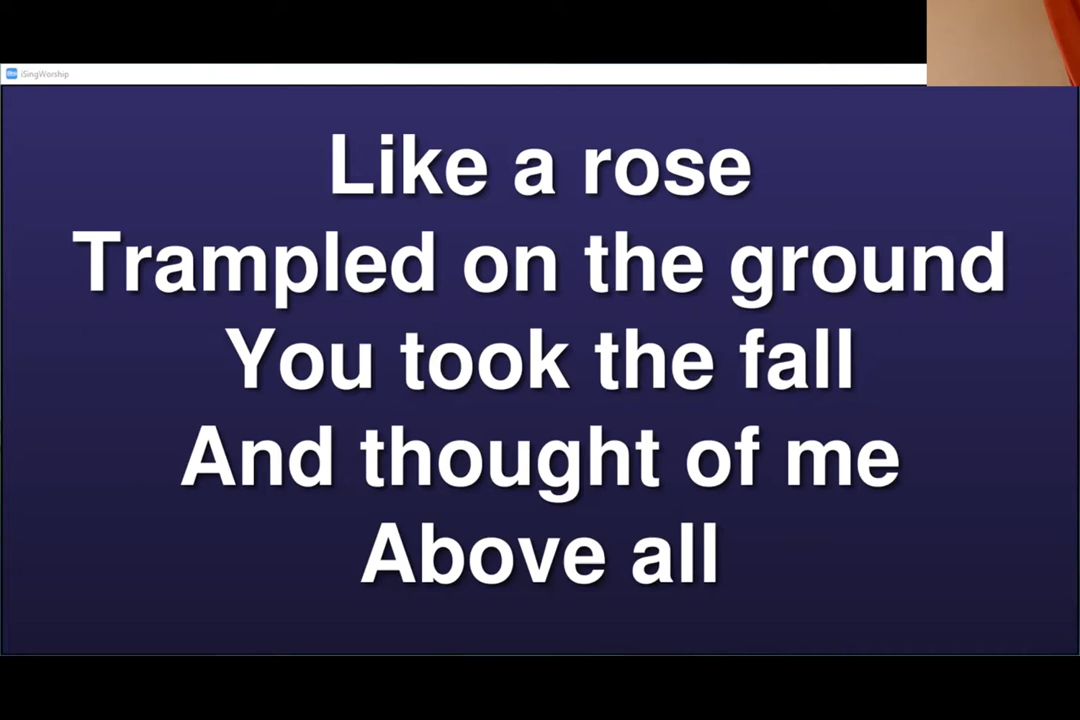 iSingWorship
Like a rose
Trampled on the ground
You took the fall
And thought of me
Above all